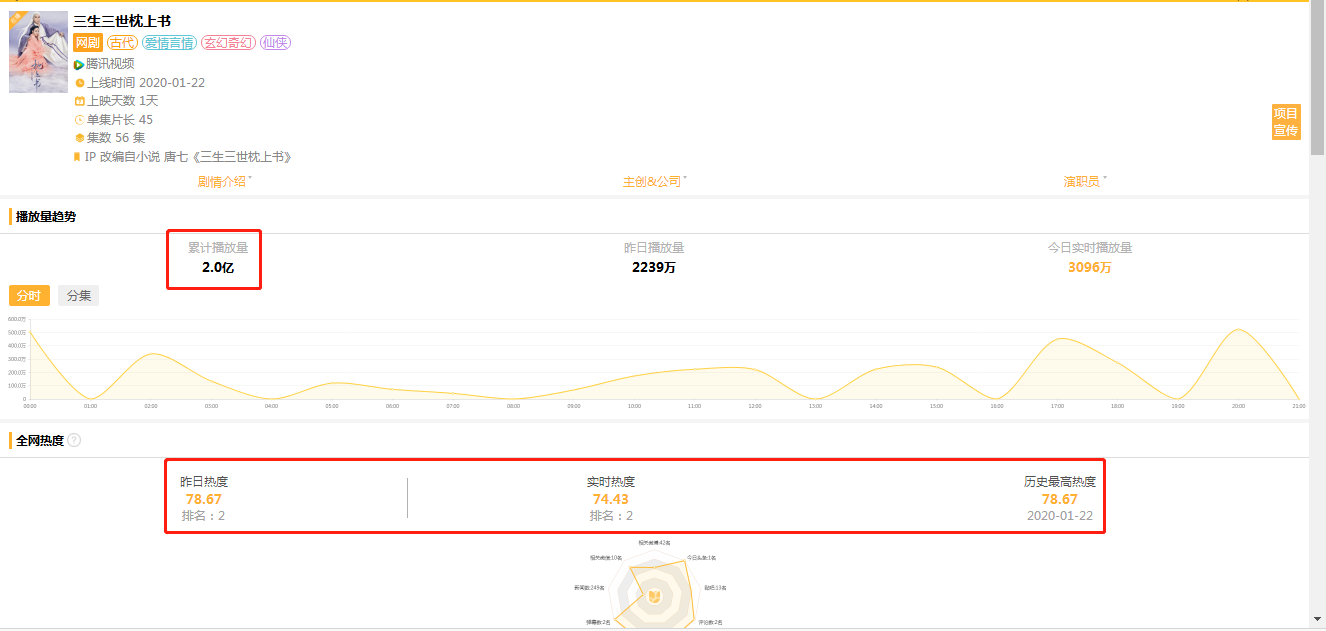 三生三世枕上书
网剧 古代 爱情言情 玄幻奇幻 仙侠
腾讯视频
上线时间 2020-01-22
上映天数 1天
单集片长 45
集数 56 集
IP 改编自小说 唐七《三生三世枕上书》
项目
宣传
剧情介绍 主创&公司 演职员
播放量趋势
累计播放量 昨日播放量 今日实时播放量
2.0亿 2239万 3096万
分时 分集
600.0万
500.0万
400.0万
300.0万
200.0万
100.0万
0
00:00 01:00 02:00 03:00 04:00 05:00 06:00 07:00 08:00 09:00 10:00 11:00 12:00 13:00 14:00 15:00 16:00 17:00 18:00 19:00 20:00 21:00
全网热度 ?
昨日热度 实时热度 历史最高热度
78.67 74.43 78.67
排名：2 排名：2 2020-01-22
今日头条:1名
新闻数:249名 贴吧:13名
弹幕数:2名 评论数:2名